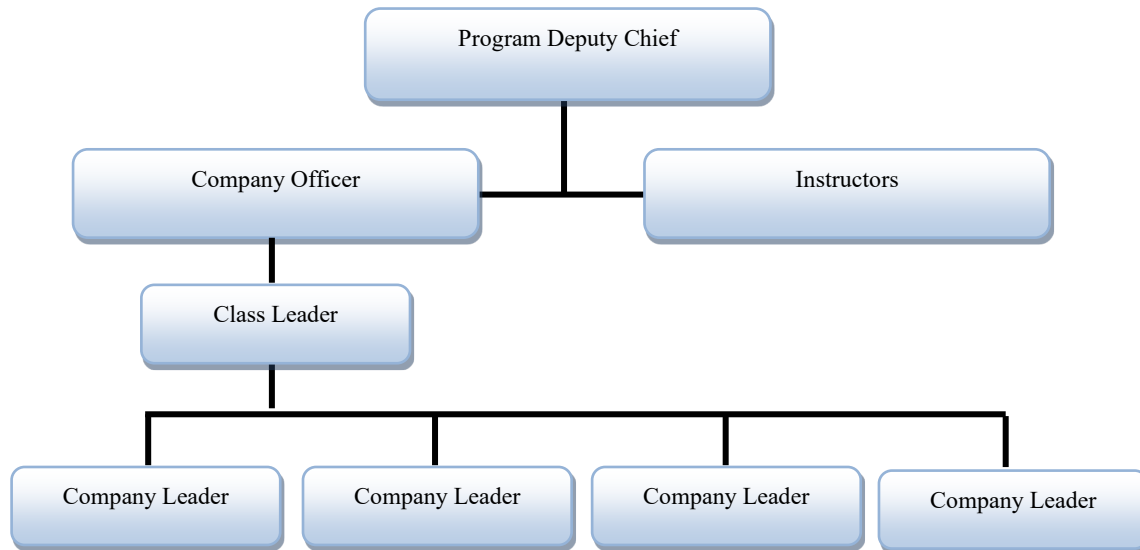 Program Deputy Chief
Company Officer
Instructors
Class Leader
Company Leader
Company Leader
Company Leader
Company Leader